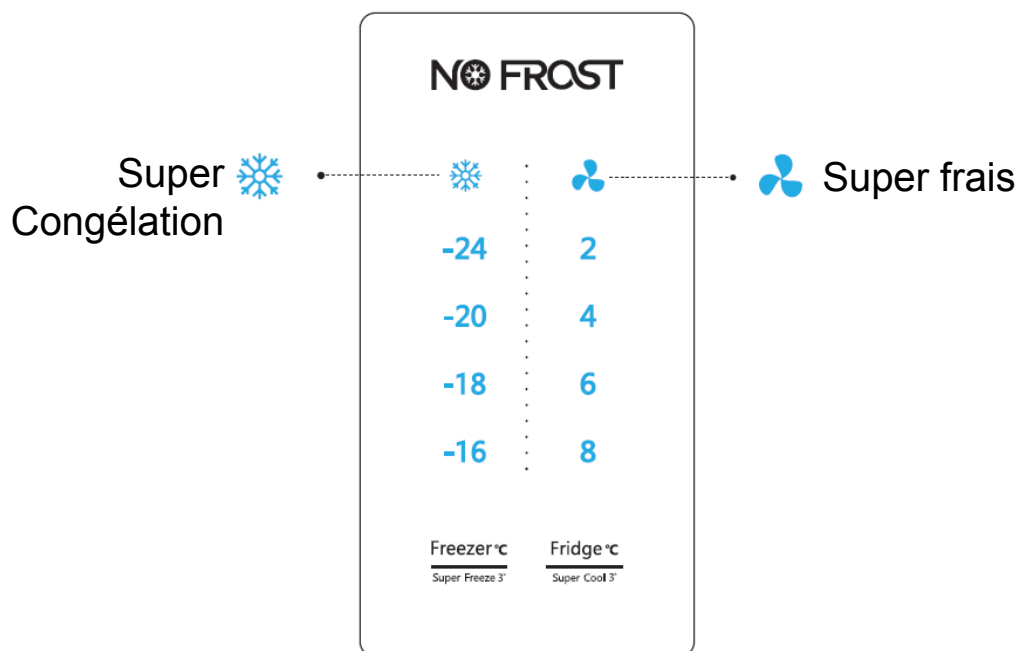 NO FROST
Super
Congélation
Super frais
-24 2
-20 4
-18 6
-16 8
Freezer °C Fridge °C
Super Freeze 3" Super Cool 3"